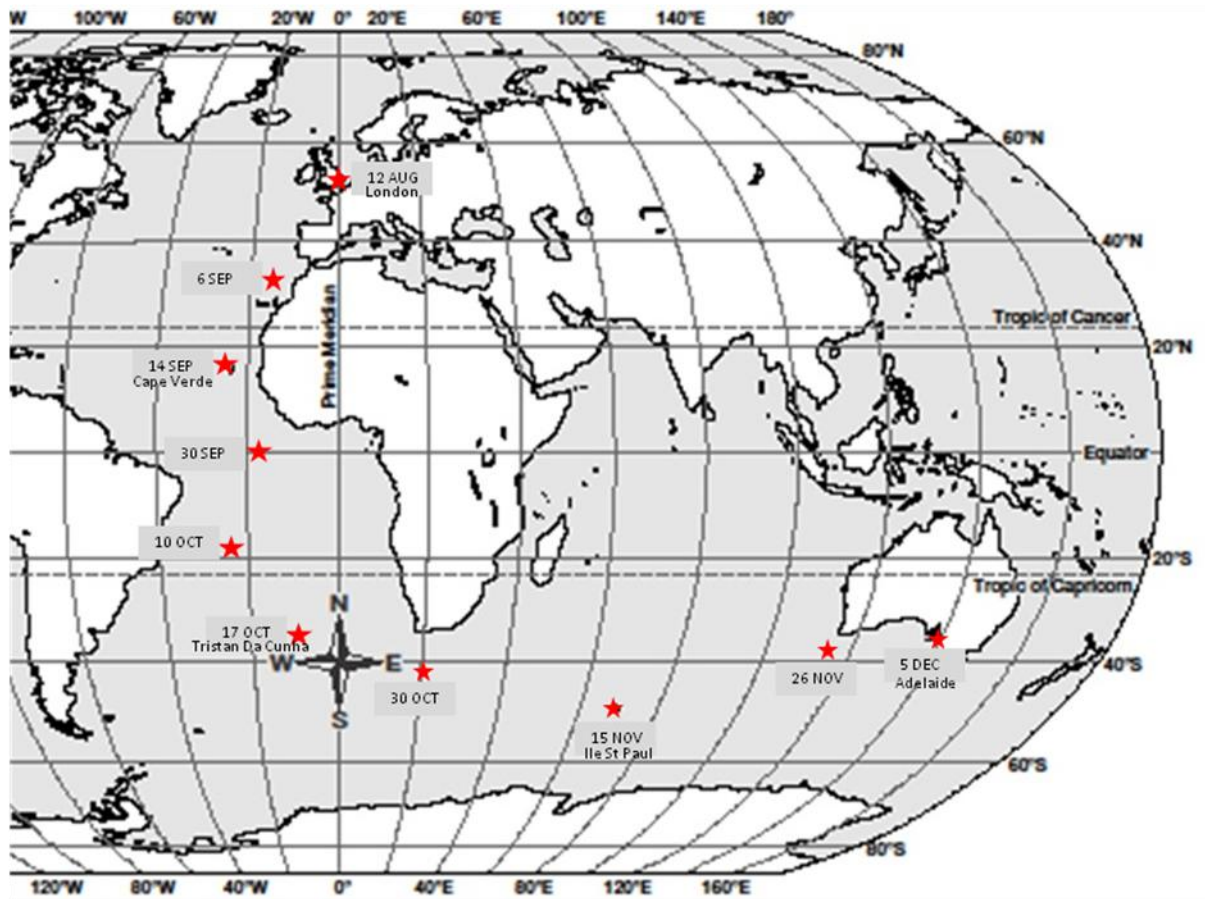 W 100°W 60°W 20°W 0° 20°E 60°E 100°E 140°E 180°
80°N
60°N
12 AUG
London
40°N
6 SEP
Prime Meridian
Tropic of Cancer
20°N
14 SEP
Cape Verde
30 SEP
Equator
10 OCT
20°S
Tropic of Capricorn
N
17 OCT
Tristan Da Cunha
W E
40°S
5 DEC
Adelaide
26 NOV
30 OCT
S
15 NOV
Ile St Paul
60°S
80°S
120°W 80°W 40°W 0° 40°E 80°E 120°E 160°E